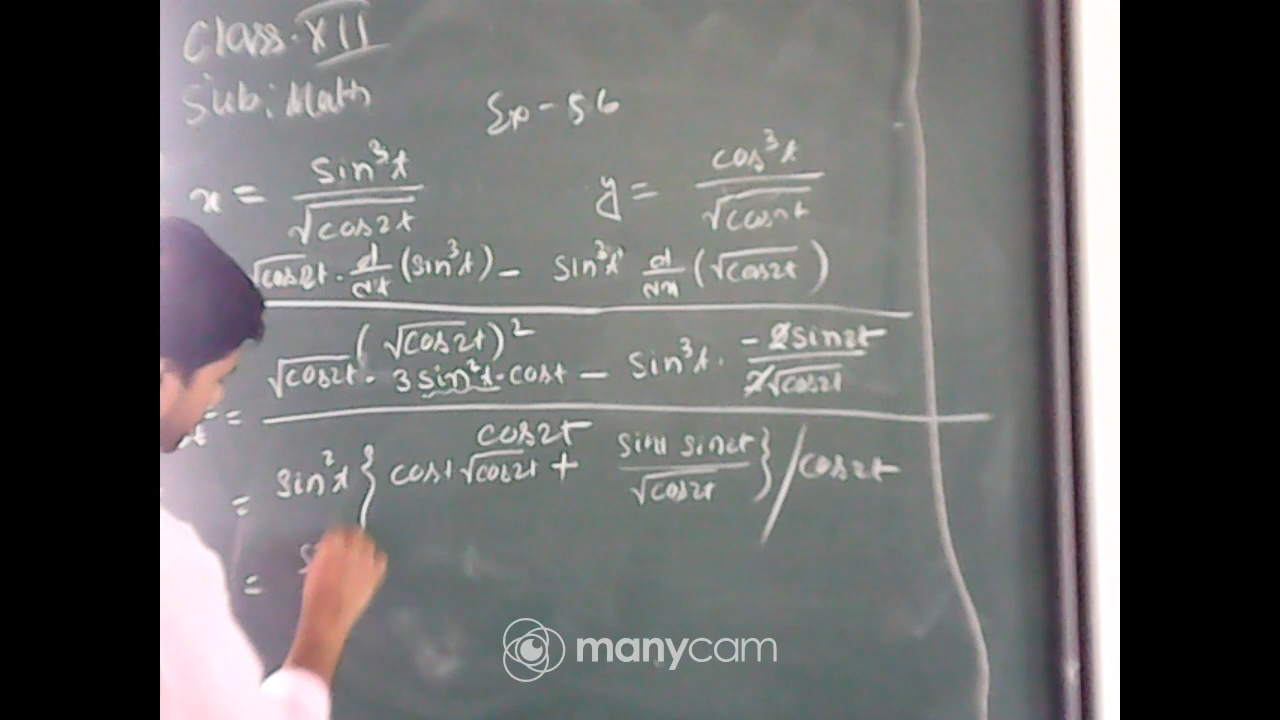 Class. XII
Sub: Math
Ex - 56
x = sin³t / √cos2t y = cos³t / √cos2t
√cos2t · d/dt (sin³t) - sin³t d/dx (√cos2t)
(√cos2t)²
= √cos2t · 3 sin²t · cost - sin³t · -2sin2t / 2√cos2t
cos2t
= sin²t { cost √cos2t + sint sin2t / √cos2t } / cos2t
=
manycam